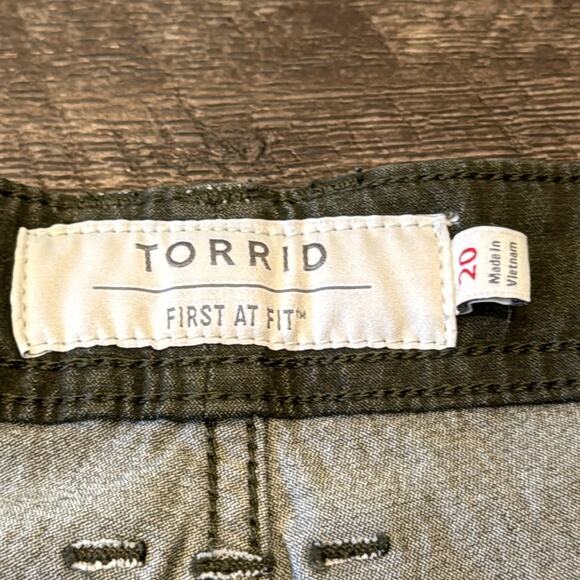 TORRID
FIRST AT FIT™
20
Made in
Vietnam